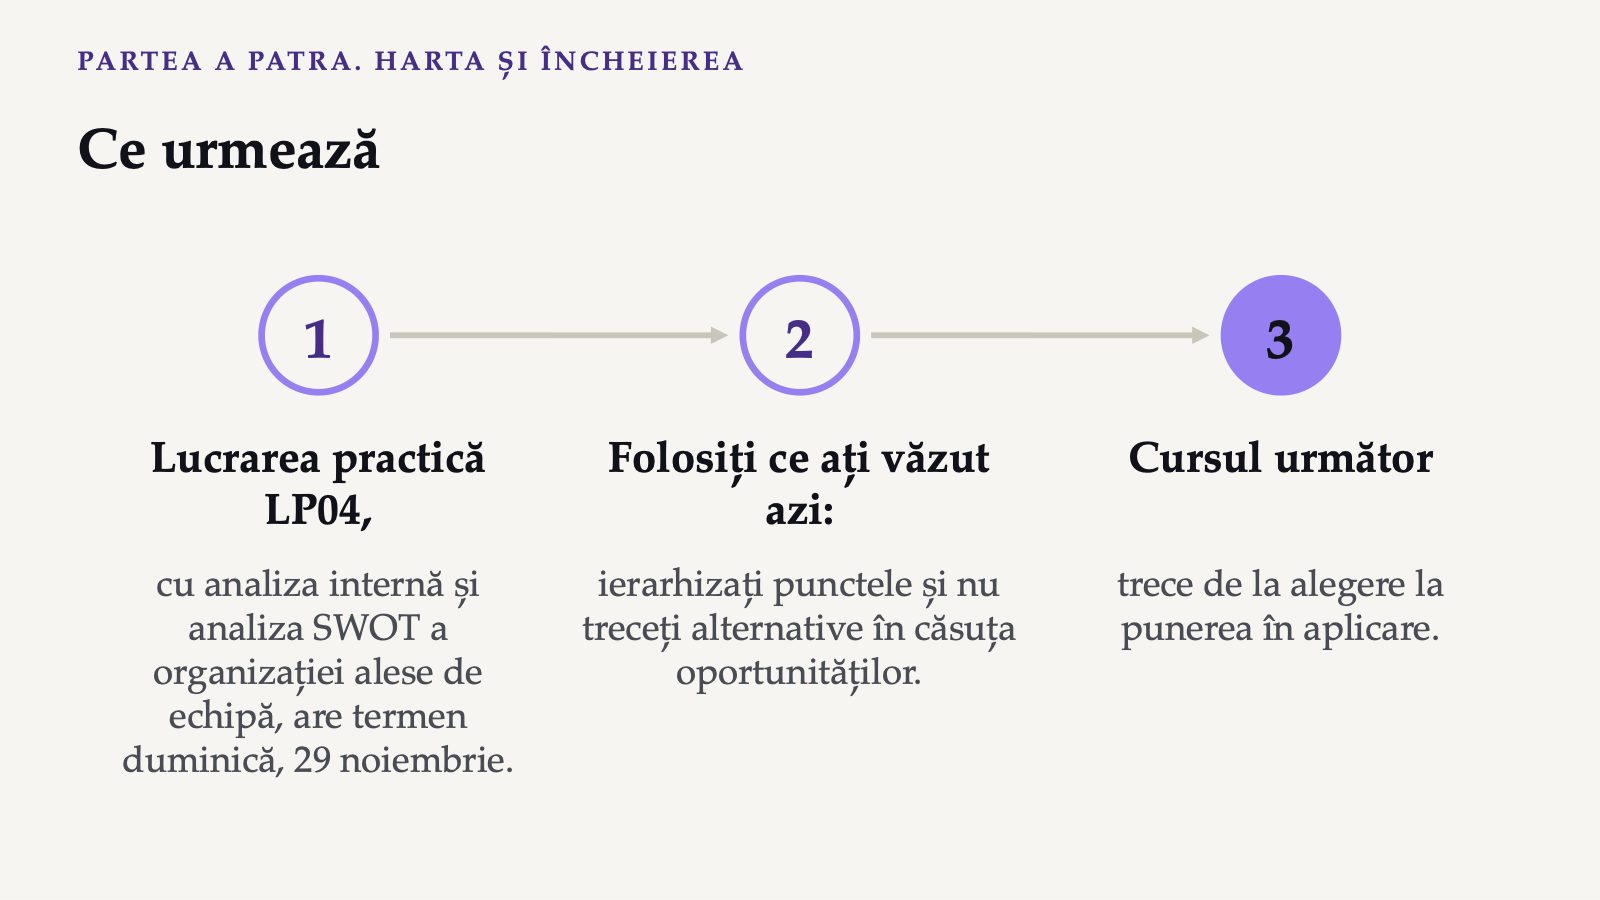 PARTEA A PATRA. HARTA ȘI ÎNCHEIEREA
Ce urmează
1
2
3
Lucrarea practică
LP04,
cu analiza internă și
analiza SWOT a
organizației alese de
echipă, are termen
duminică, 29 noiembrie.
Folosiți ce ați văzut
azi:
ierarhizați punctele și nu
treceți alternative în căsuța
oportunităților.
Cursul următor
trece de la alegere la
punerea în aplicare.